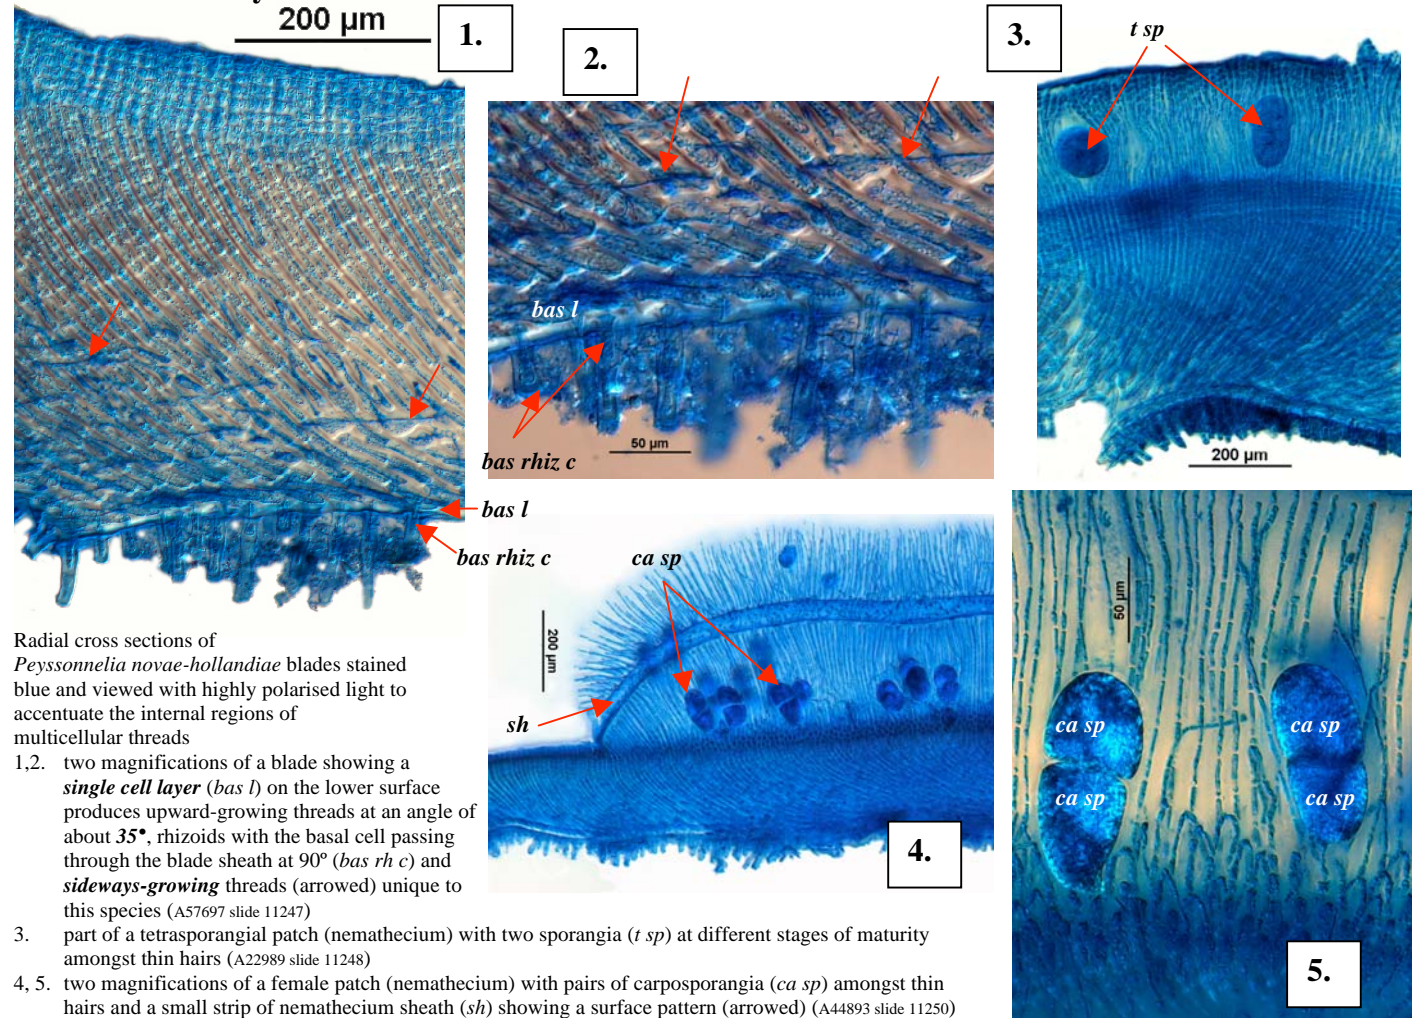 200 µm
1.
2.
3.
t sp
bas l
bas rhiz c
50 µm
200 µm
bas l
bas rhiz c
ca sp
200 µm
sh
4.
50 µm
ca sp
ca sp
ca sp
ca sp
5.
Radial cross sections of
Peyssonnelia novae-hollandiae blades stained
blue and viewed with highly polarised light to
accentuate the internal regions of
multicellular threads
1,2. two magnifications of a blade showing a
single cell layer (bas l) on the lower surface
produces upward-growing threads at an angle of
about 35•, rhizoids with the basal cell passing
through the blade sheath at 90º (bas rh c) and
sideways-growing threads (arrowed) unique to
this species (A57697 slide 11247)
3. part of a tetrasporangial patch (nemathecium) with two sporangia (t sp) at different stages of maturity
amongst thin hairs (A22989 slide 11248)
4, 5. two magnifications of a female patch (nemathecium) with pairs of carposporangia (ca sp) amongst thin
hairs and a small strip of nemathecium sheath (sh) showing a surface pattern (arrowed) (A44893 slide 11250)